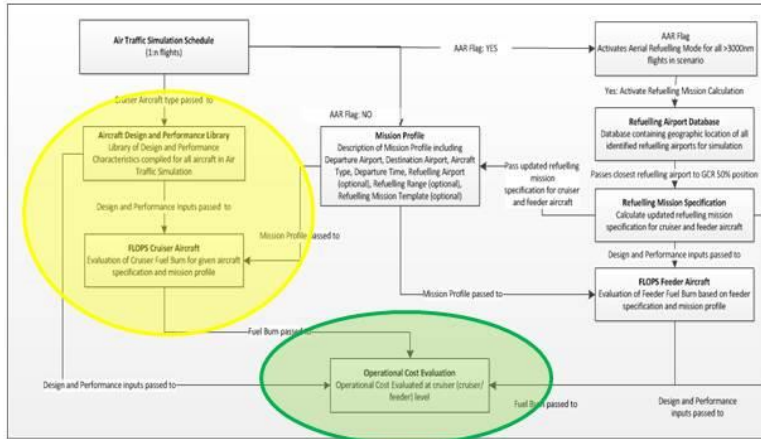 Air Traffic Simulation Schedule
(1:n flights)
AAR Flag: YES
AAR Flag
Activates Aerial Refuelling Mode for all >3000nm
flights in scenario
Cruiser Aircraft type passed to
Yes: Activate Refuelling Mission Calculation
AAR Flag: NO
Aircraft Design and Performance Library
Library of Design and Performance
Characteristics compiled for all aircraft in Air
Traffic Simulation
Mission Profile
Description of Mission Profile including
Departure Airport, Destination Airport, Aircraft
Type, Departure Time, Refuelling Airport
(optional), Refuelling Range (optional),
Refuelling Mission Template (optional)
Pass updated refuelling
mission
specification for cruiser
and feeder aircraft
Refuelling Airport Database
Database containing geographic location of all
identified refuelling airports for simulation
Passes closest refuelling airport to GCR 50% position
Refuelling Mission Specification
Calculate updated refuelling mission
specification for cruiser and feeder aircraft
Design and Performance inputs passed to
Design and Performance inputs passed to
FLOPS Cruiser Aircraft
Evaluation of Cruiser Fuel Burn for given aircraft
specification and mission profile
Mission Profile passed to
FLOPS Feeder Aircraft
Evaluation of Feeder Fuel Burn based on feeder
specification and mission profile
Mission Profile passed to
Fuel Burn passed to
Operational Cost Evaluation
Operational Cost Evaluated at cruiser (cruiser/
feeder) level
Design and Performance inputs passed to
Fuel Burn passed to
Design and Performance
inputs passed to